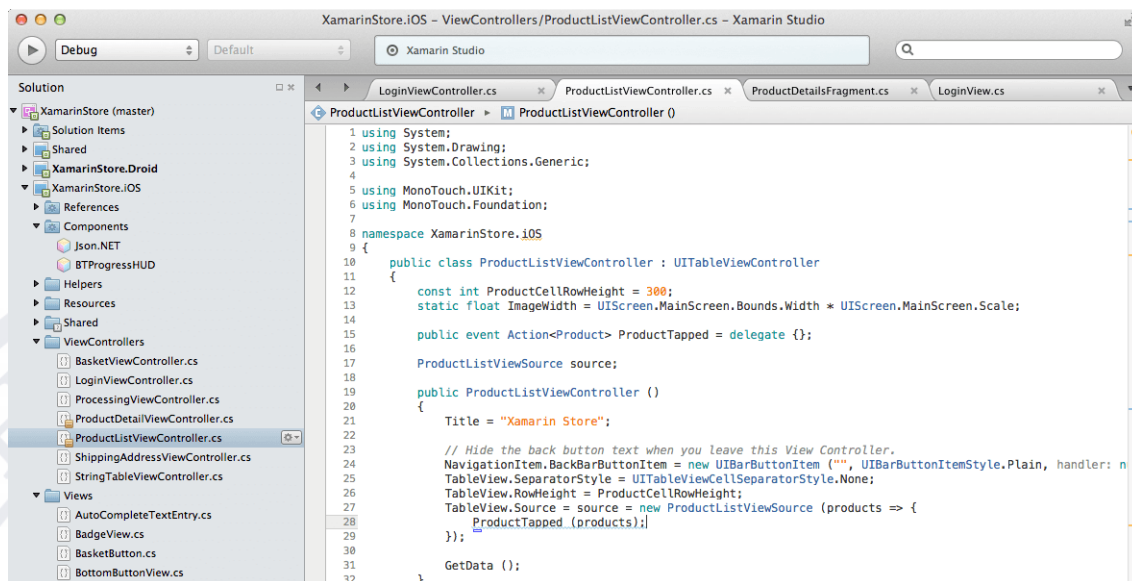 XamarinStore.iOS – ViewControllers/ProductListViewController.cs – Xamarin Studio
Debug
Default
Xamarin Studio
Solution
XamarinStore (master)
Solution Items
Shared
XamarinStore.Droid
XamarinStore.iOS
References
Components
Json.NET
BTProgressHUD
Helpers
Resources
Shared
ViewControllers
BasketViewController.cs
LoginViewController.cs
ProcessingViewController.cs
ProductDetailViewController.cs
ProductListViewController.cs
ShippingAddressViewController.cs
StringTableViewController.cs
Views
AutoCompleteTextEntry.cs
BadgeView.cs
BasketButton.cs
BottomButtonView.cs
LoginViewController.cs ProductListViewController.cs ProductDetailsFragment.cs LoginView.cs
ProductListViewController ProductListViewController ()
1 using System;
2 using System.Drawing;
3 using System.Collections.Generic;
4
5 using MonoTouch.UIKit;
6 using MonoTouch.Foundation;
7
8 namespace XamarinStore.iOS
9 {
10 public class ProductListViewController : UITableViewController
11 {
12 const int ProductCellRowHeight = 300;
13 static float ImageWidth = UIScreen.MainScreen.Bounds.Width * UIScreen.MainScreen.Scale;
14
15 public event Action<Product> ProductTapped = delegate {};
16
17 ProductListViewSource source;
18
19 public ProductListViewController ()
20 {
21 Title = "Xamarin Store";
22
23 // Hide the back button text when you leave this View Controller.
24 NavigationItem.BackBarButtonItem = new UIBarButtonItem ("", UIBarButtonItemStyle.Plain, handler: n
25 TableView.SeparatorStyle = UITableViewCellSeparatorStyle.None;
26 TableView.RowHeight = ProductCellRowHeight;
27 TableView.Source = source = new ProductListViewSource (products => {
28 ProductTapped (products);
29 });
30
31 GetData ();
32 }